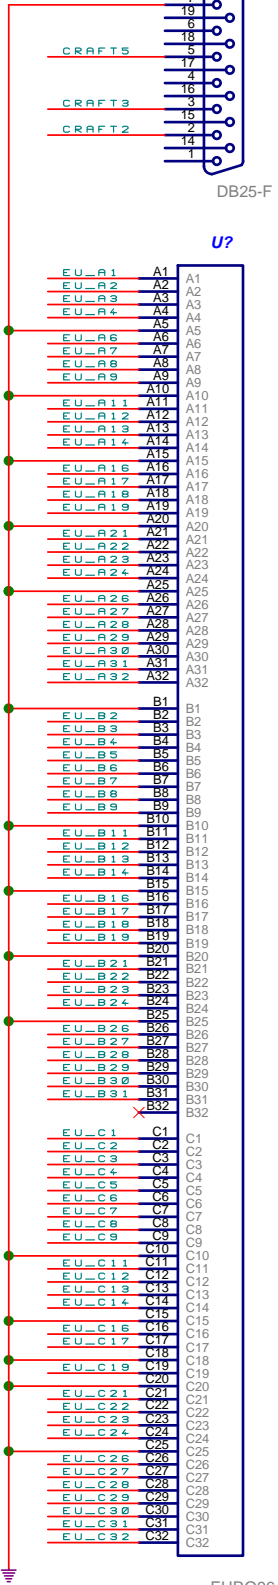 19
6
18
CRAFT5 5
17
4
16
CRAFT3 3
15
CRAFT2 2
14
1
DB25-F
U?
EU_A1 A1 A1
EU_A2 A2 A2
EU_A3 A3 A3
EU_A4 A4 A4
A5 A5
EU_A6 A6 A6
EU_A7 A7 A7
EU_A8 A8 A8
EU_A9 A9 A9
A10 A10
EU_A11 A11 A11
EU_A12 A12 A12
EU_A13 A13 A13
EU_A14 A14 A14
A15 A15
EU_A16 A16 A16
EU_A17 A17 A17
EU_A18 A18 A18
EU_A19 A19 A19
A20 A20
EU_A21 A21 A21
EU_A22 A22 A22
EU_A23 A23 A23
EU_A24 A24 A24
A25 A25
EU_A26 A26 A26
EU_A27 A27 A27
EU_A28 A28 A28
EU_A29 A29 A29
EU_A30 A30 A30
EU_A31 A31 A31
EU_A32 A32 A32
B1 B1
EU_B2 B2 B2
EU_B3 B3 B3
EU_B4 B4 B4
EU_B5 B5 B5
EU_B6 B6 B6
EU_B7 B7 B7
EU_B8 B8 B8
EU_B9 B9 B9
B10 B10
EU_B11 B11 B11
EU_B12 B12 B12
EU_B13 B13 B13
EU_B14 B14 B14
B15 B15
EU_B16 B16 B16
EU_B17 B17 B17
EU_B18 B18 B18
EU_B19 B19 B19
B20 B20
EU_B21 B21 B21
EU_B22 B22 B22
EU_B23 B23 B23
EU_B24 B24 B24
B25 B25
EU_B26 B26 B26
EU_B27 B27 B27
EU_B28 B28 B28
EU_B29 B29 B29
EU_B30 B30 B30
EU_B31 B31 B31
B32 B32
EU_C1 C1 C1
EU_C2 C2 C2
EU_C3 C3 C3
EU_C4 C4 C4
EU_C5 C5 C5
EU_C6 C6 C6
EU_C7 C7 C7
EU_C8 C8 C8
EU_C9 C9 C9
C10 C10
EU_C11 C11 C11
EU_C12 C12 C12
EU_C13 C13 C13
EU_C14 C14 C14
C15 C15
EU_C16 C16 C16
EU_C17 C17 C17
C18 C18
EU_C19 C19 C19
C20 C20
EU_C21 C21 C21
EU_C22 C22 C22
EU_C23 C23 C23
EU_C24 C24 C24
C25 C25
EU_C26 C26 C26
EU_C27 C27 C27
EU_C28 C28 C28
EU_C29 C29 C29
EU_C30 C30 C30
EU_C31 C31 C31
EU_C32 C32 C32